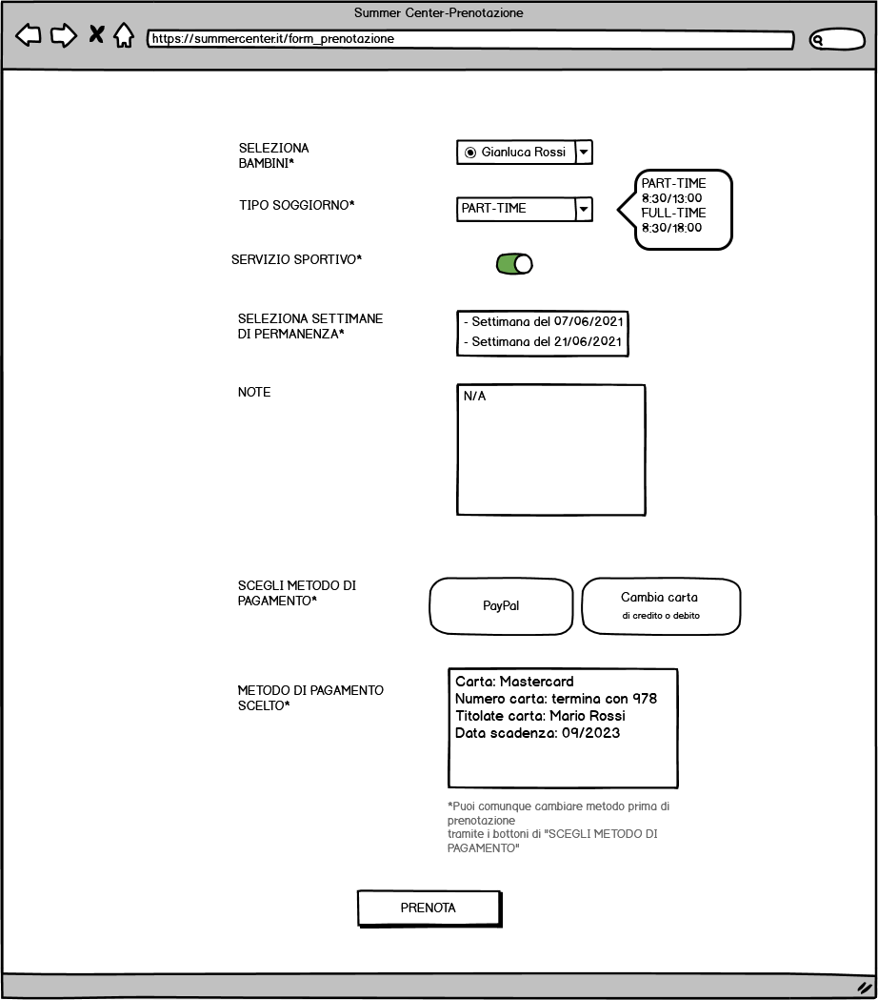 Summer Center-Prenotazione
https://summercenter.it/form_prenotazione
SELEZIONA
BAMBINI*
Gianluca Rossi
TIPO SOGGIORNO*
PART-TIME
PART-TIME
8:30/13:00
FULL-TIME
8:30/18:00
SERVIZIO SPORTIVO*
SELEZIONA SETTIMANE
DI PERMANENZA*
- Settimana del 07/06/2021
- Settimana del 21/06/2021
NOTE
N/A
SCEGLI METODO DI
PAGAMENTO*
PayPal
Cambia carta
di credito o debito
METODO DI PAGAMENTO
SCELTO*
Carta: Mastercard
Numero carta: termina con 978
Titolate carta: Mario Rossi
Data scadenza: 09/2023
*Puoi comunque cambiare metodo prima di
prenotazione
tramite i bottoni di "SCEGLI METODO DI
PAGAMENTO"
PRENOTA